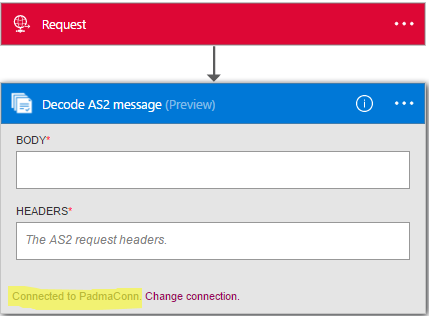 Request
Decode AS2 message (Preview)
BODY*
HEADERS*
The AS2 request headers.
Connected to PadmaConn. Change connection.